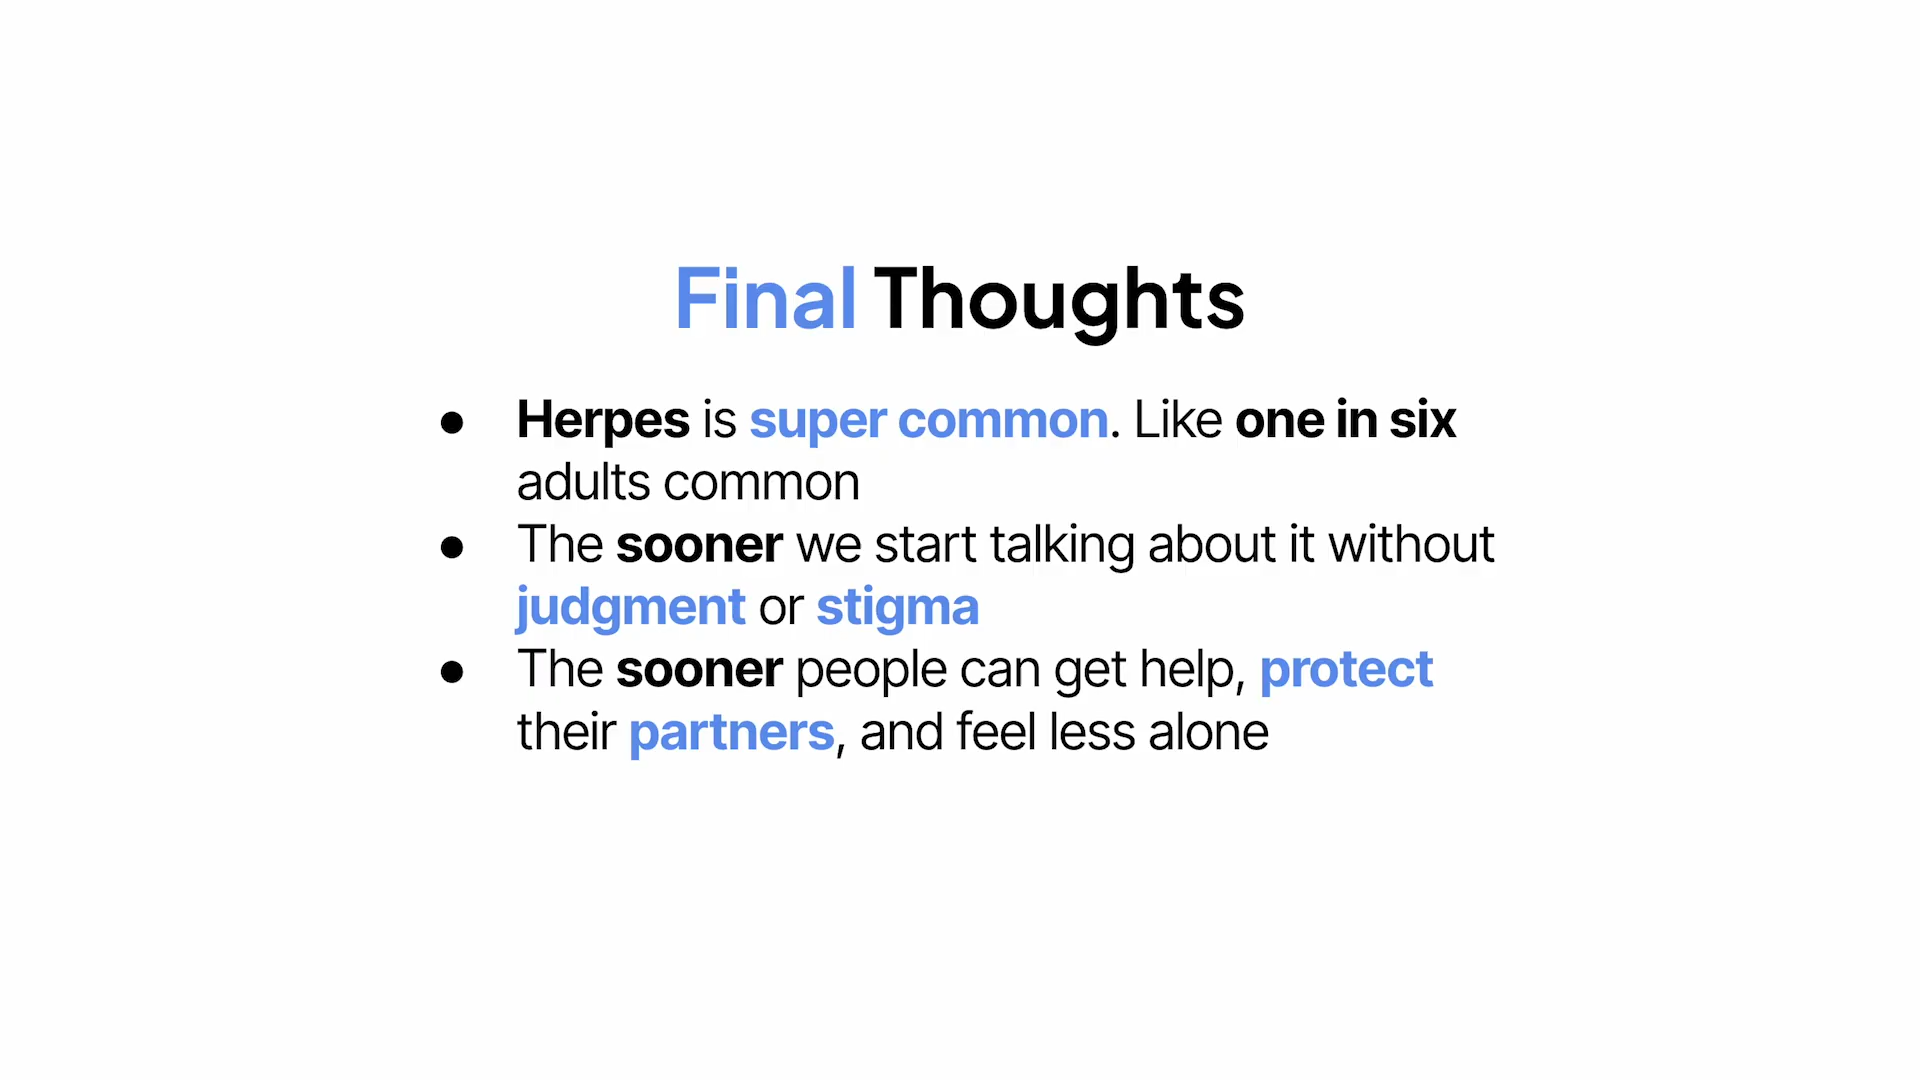 Final Thoughts
● Herpes is super common. Like one in six
adults common
● The sooner we start talking about it without
judgment or stigma
● The sooner people can get help, protect
their partners, and feel less alone